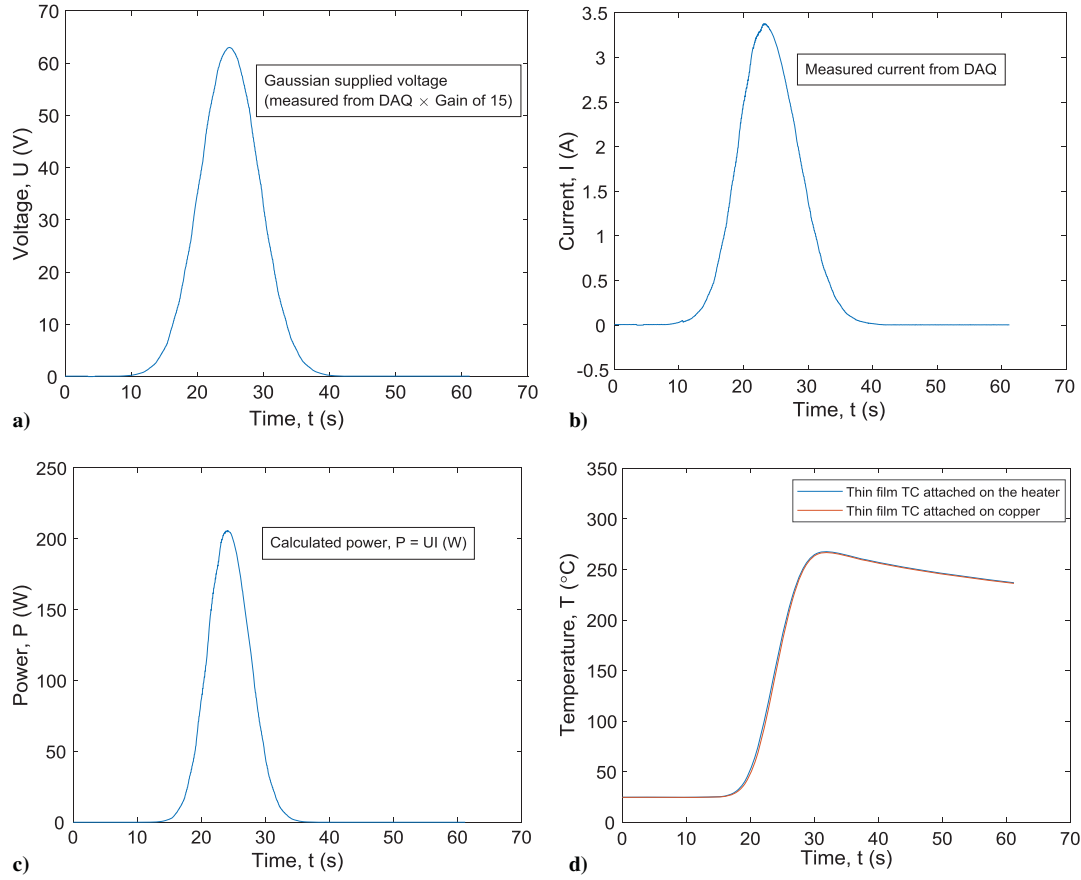 70
60
50
40
30
20
10
0
Voltage, U (V)
Gaussian supplied voltage
(measured from DAQ × Gain of 15)
0 10 20 30 40 50 60 70
Time, t (s)
a)
3.5
3
2.5
2
1.5
1
0.5
0
-0.5
Current, I (A)
Measured current from DAQ
0 10 20 30 40 50 60 70
Time, t (s)
b)
250
200
150
100
50
0
Power, P (W)
Calculated power, P = UI (W)
0 10 20 30 40 50 60 70
Time, t (s)
c)
350
300
250
200
150
100
50
0
Temperature, T (°C)
Thin film TC attached on the heater
Thin film TC attached on copper
0 10 20 30 40 50 60 70
Time, t (s)
d)